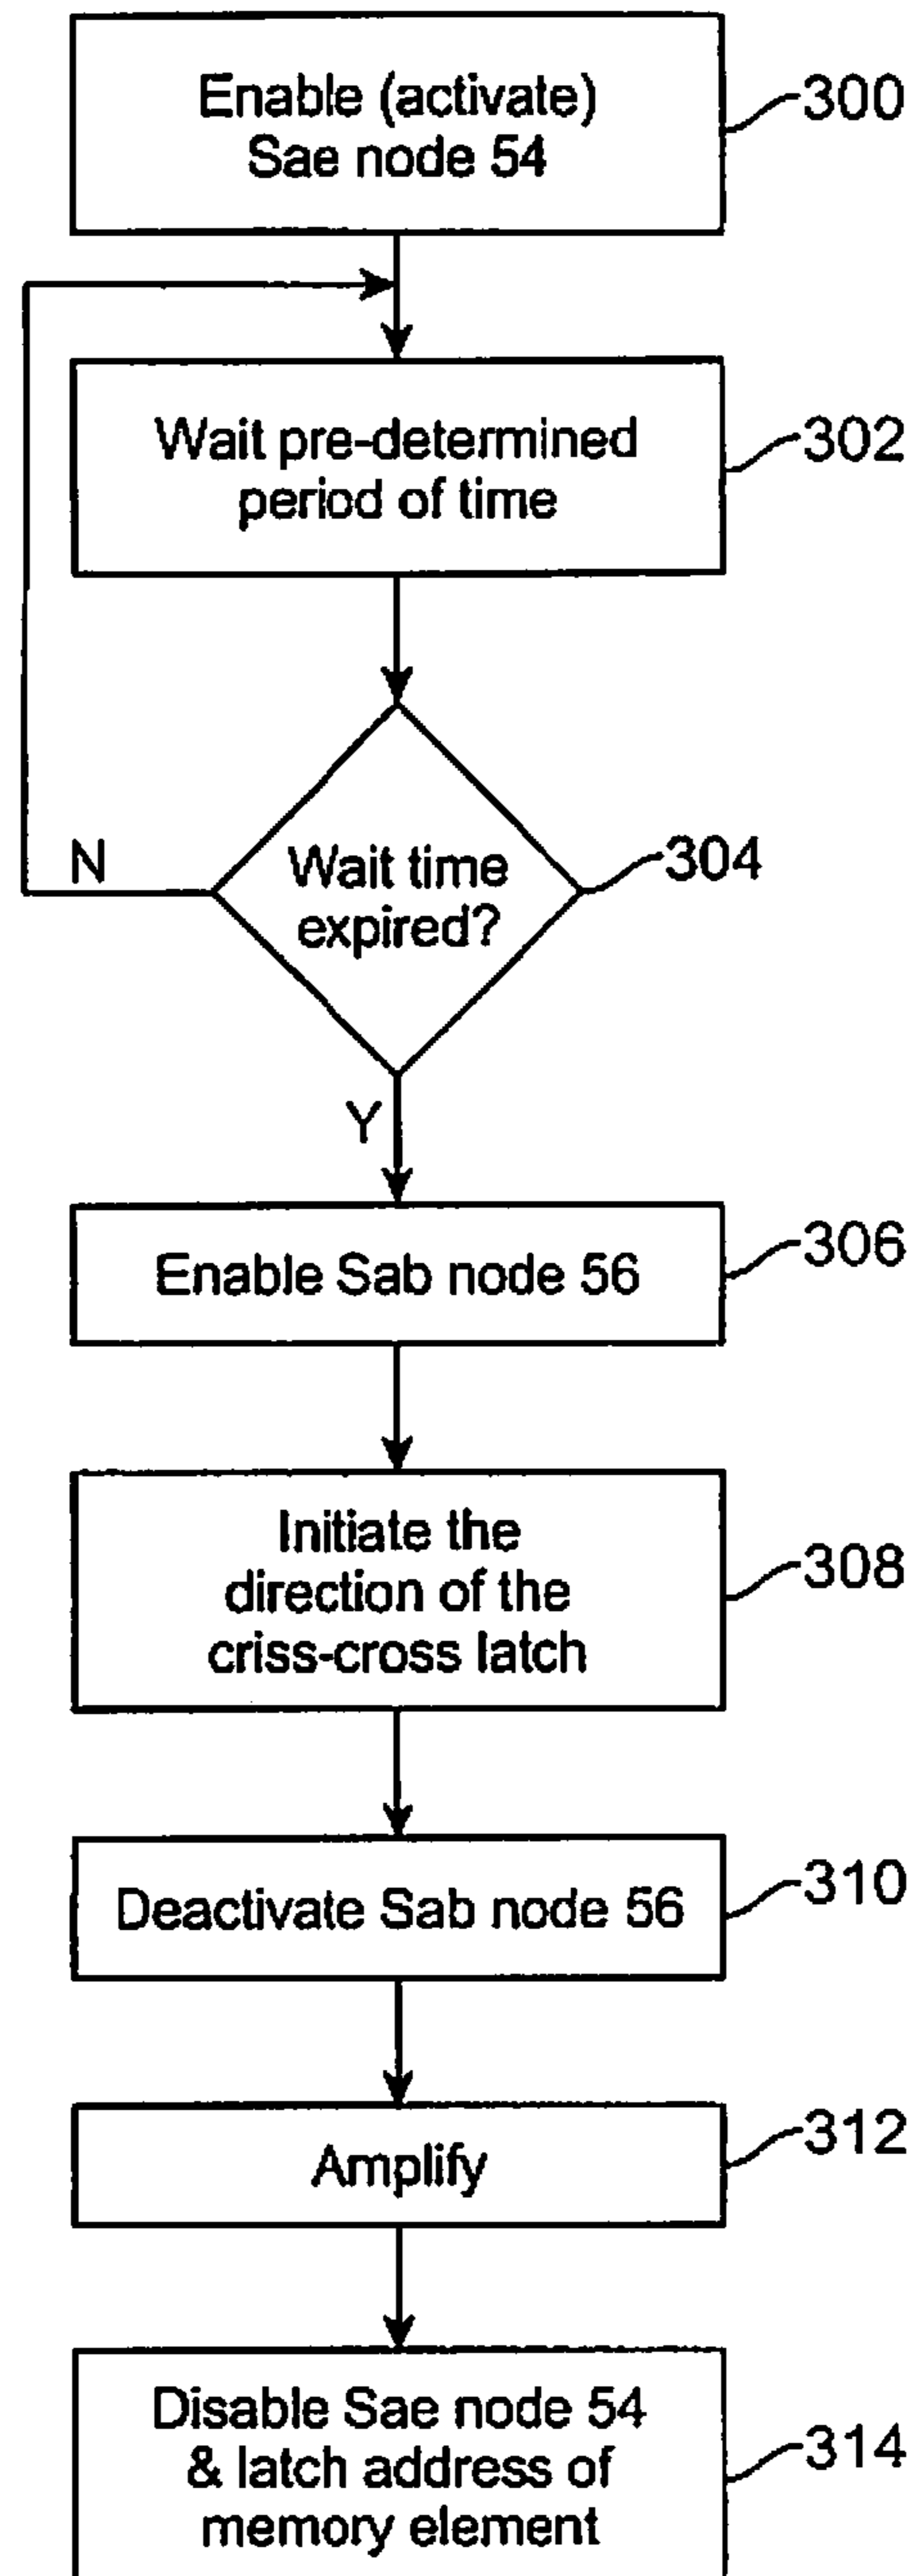 Enable (activate)
Sae node 54
300
Wait pre-determined
period of time
302
Wait time
expired?
304
N
Y
Enable Sab node 56
306
Initiate the
direction of the
criss-cross latch
308
Deactivate Sab node 56
310
Amplify
312
Disable Sae node 54
& latch address of
memory element
314